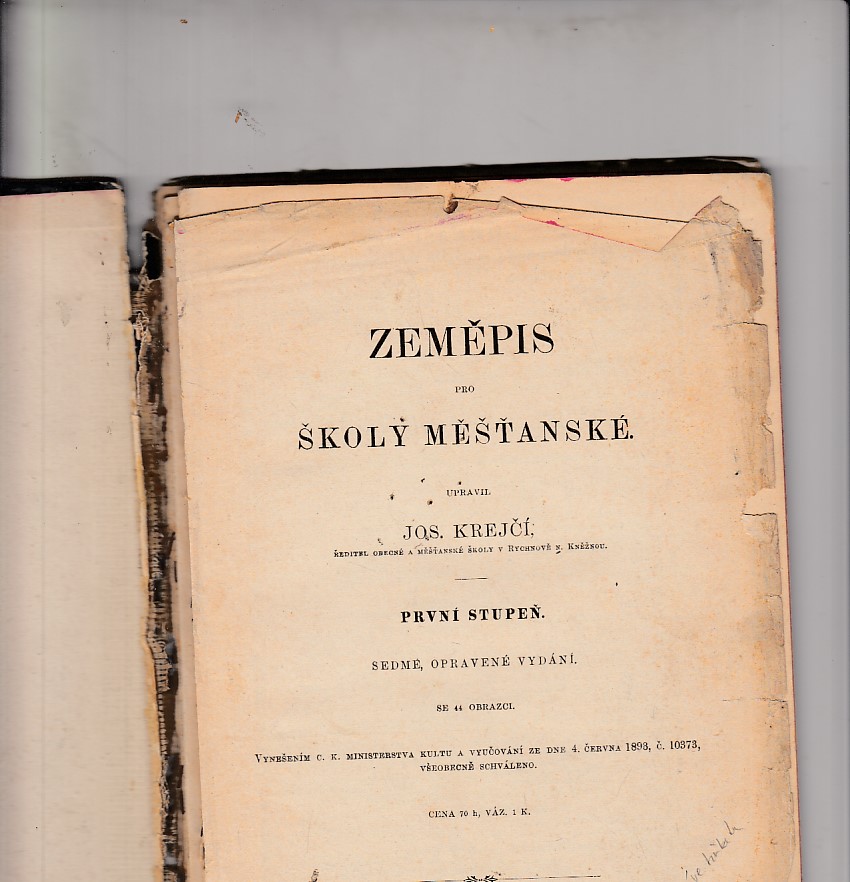 ZEMĚPIS
PRO
ŠKOLY MĚŠŤANSKÉ.
UPRAVIL
JOS. KREJČÍ,
ŘEDITEL OBECNÉ A MĚŠŤANSKÉ ŠKOLY V RYCHNOVĚ N. KNĚŽNOU.
PRVNÍ STUPEŇ.
SEDMÉ, OPRAVENÉ VYDÁNÍ.
SE 44 OBRAZCI.
VYNEŠENÍM C. K. MINISTERSTVA KULTU A VYUČOVÁNÍ ZE DNE 4. ČERVNA 1893, Č. 10373,
VŠEOBECNĚ SCHVÁLENO.
CENA 70 h, VÁZ. 1 K.